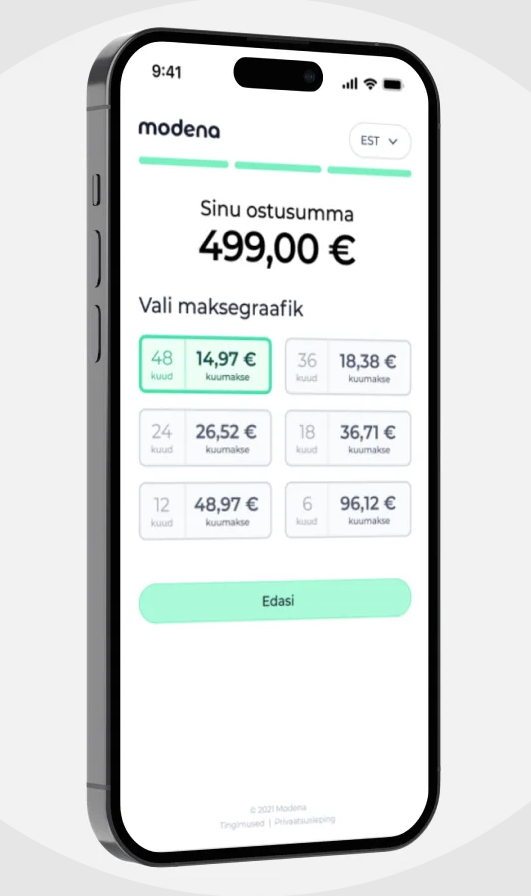 9:41
modena
EST
Sinu ostusumma
499,00 €
Vali maksegraafik
48 kuud 14,97 € kuumakse
36 kuud 18,38 € kuumakse
24 kuud 26,52 € kuumakse
18 kuud 36,71 € kuumakse
12 kuud 48,97 € kuumakse
6 kuud 96,12 € kuumakse
Edasi
© 2021 Modena
Tingimused | Privaatsusleping